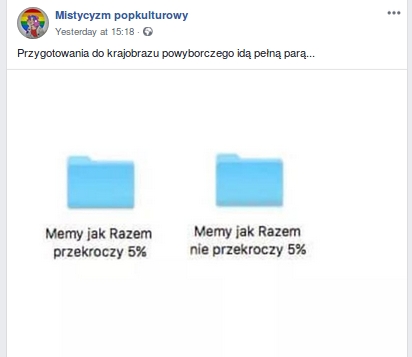 Mistycyzm popkulturowy
Yesterday at 15:18 ·
Przygotowania do krajobrazu powyborczego idą pełną parą...
Memy jak Razem
przekroczy 5%
Memy jak Razem
nie przekroczy 5%